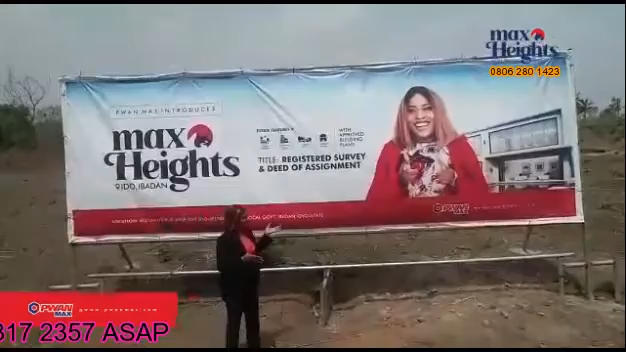 max
Heights
0806 280 1423
PWAN MAX INTRODUCES
max
Heights
IDO, IBADAN
WITH
APPROVED
BUILDING
PLANS
TITLE: REGISTERED SURVEY
& DEED OF ASSIGNMENT
PWAN
MAX
PWAN
MAX
317 2357 ASAP